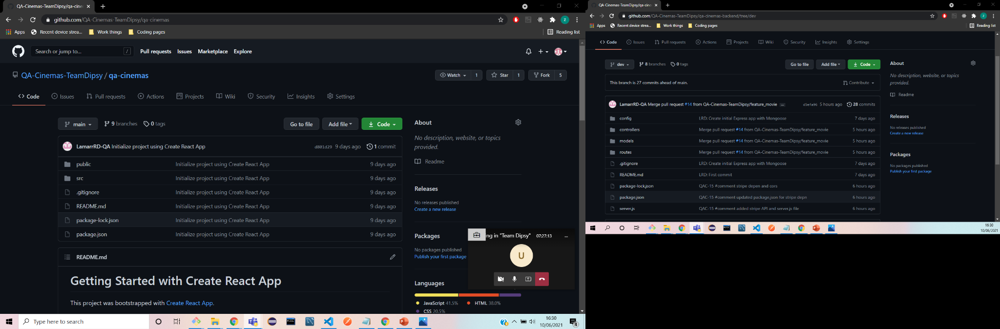 QA-Cinemas-TeamDipsy/qa-cine
github.com/QA-Cinemas-TeamDipsy/qa-cinemas
Apps Recent device strea... Work things Coding pages Reading list
Search or jump to... / Pull requests Issues Marketplace Explore
QA-Cinemas-TeamDipsy / qa-cinemas
Watch 1 Star 1 Fork 5
Code Issues Pull requests Actions Projects Wiki Security Insights Settings
main 9 branches 0 tags Go to file Add file Code
LamarrRD-QA Initialize project using Create React App d801d29 9 days ago 1 commit
public Initialize project using Create React App 9 days ago
src Initialize project using Create React App 9 days ago
.gitignore Initialize project using Create React App 9 days ago
README.md Initialize project using Create React App 9 days ago
package-lock.json Initialize project using Create React App 9 days ago
package.json Initialize project using Create React App 9 days ago
README.md
Getting Started with Create React App
This project was bootstrapped with Create React App.
About
No description, website, or topics
provided.
Readme
Releases
No releases published
Create a new release
Packages
No packages published
Publish your first package
Languages
JavaScript 41.5% HTML 38.0%
CSS 20.5%
ng in "Team Dipsy" 07:27:13
U
Type here to search
16:30
10/06/2021
4
QA-Cinemas-TeamDipsy/qa-cine
github.com/QA-Cinemas-TeamDipsy/qa-cinemas-backend/tree/dev
Apps Recent device strea... Work things Coding pages Reading list
Code Issues Pull requests Actions Projects Wiki Security Insights Settings
dev 8 branches 0 tags Go to file Add file Code
This branch is 27 commits ahead of main. Contribute
LamarrRD-QA Merge pull request #14 from QA-Cinemas-TeamDipsy/feature_movie ... d5efa96 5 hours ago 28 commits
config LRD: Create initial Express app with Mongoose 7 days ago
controllers Merge pull request #14 from QA-Cinemas-TeamDipsy/feature_movie 5 hours ago
models Merge pull request #14 from QA-Cinemas-TeamDipsy/feature_movie 5 hours ago
routes Merge pull request #14 from QA-Cinemas-TeamDipsy/feature_movie 5 hours ago
.gitignore LRD: Create initial Express app with Mongoose 7 days ago
README.md LRD: First commit 7 days ago
package-lock.json QAC-15 #comment stripe depen and cors 6 hours ago
package.json QAC-15 #comment updated package.json for stripe depn 6 hours ago
server.js QAC-15 #comment added stripe API and server.js file 6 hours ago
About
No description, website, or topics
provided.
Readme
Releases
No releases published
Create a new release
Packages
No packages published
Publish your first package
16:30
10/06/2021